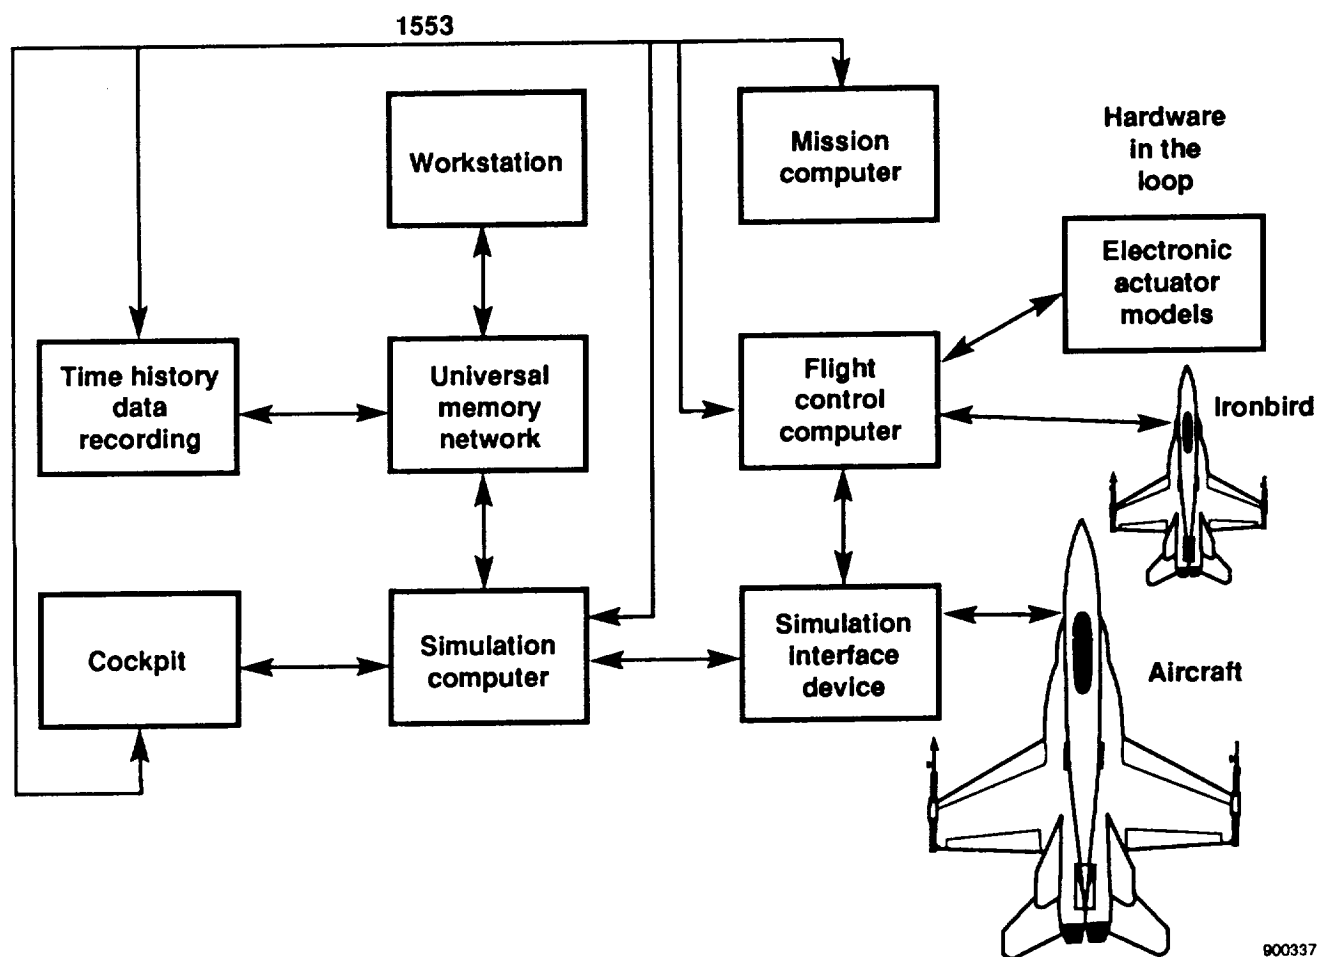 1553
Workstation
Mission
computer
Hardware
in the
loop
Electronic
actuator
models
Time history
data
recording
Universal
memory
network
Flight
control
computer
Ironbird
Cockpit
Simulation
computer
Simulation
interface
device
Aircraft
900337